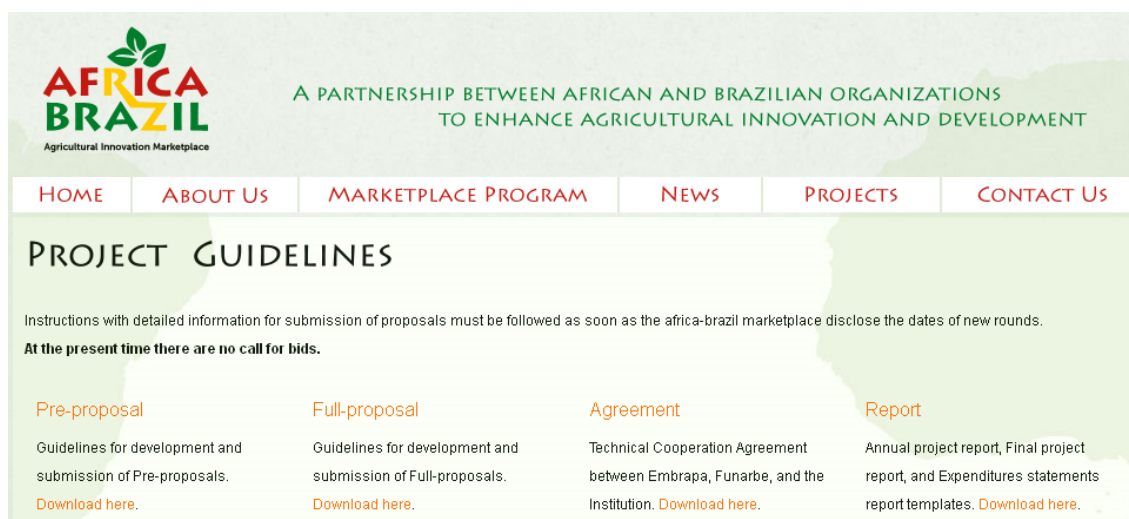 AFRICA
BRAZIL
Agricultural Innovation Marketplace
A PARTNERSHIP BETWEEN AFRICAN AND BRAZILIAN ORGANIZATIONS
TO ENHANCE AGRICULTURAL INNOVATION AND DEVELOPMENT
HOME ABOUT US MARKETPLACE PROGRAM NEWS PROJECTS CONTACT US
PROJECT GUIDELINES
Instructions with detailed information for submission of proposals must be followed as soon as the africa-brazil marketplace disclose the dates of new rounds.
At the present time there are no call for bids.
Pre-proposal
Guidelines for development and
submission of Pre-proposals.
Download here.
Full-proposal
Guidelines for development and
submission of Full-proposals.
Download here.
Agreement
Technical Cooperation Agreement
between Embrapa, Funarbe, and the
Institution. Download here.
Report
Annual project report, Final project
report, and Expenditures statements
report templates. Download here.